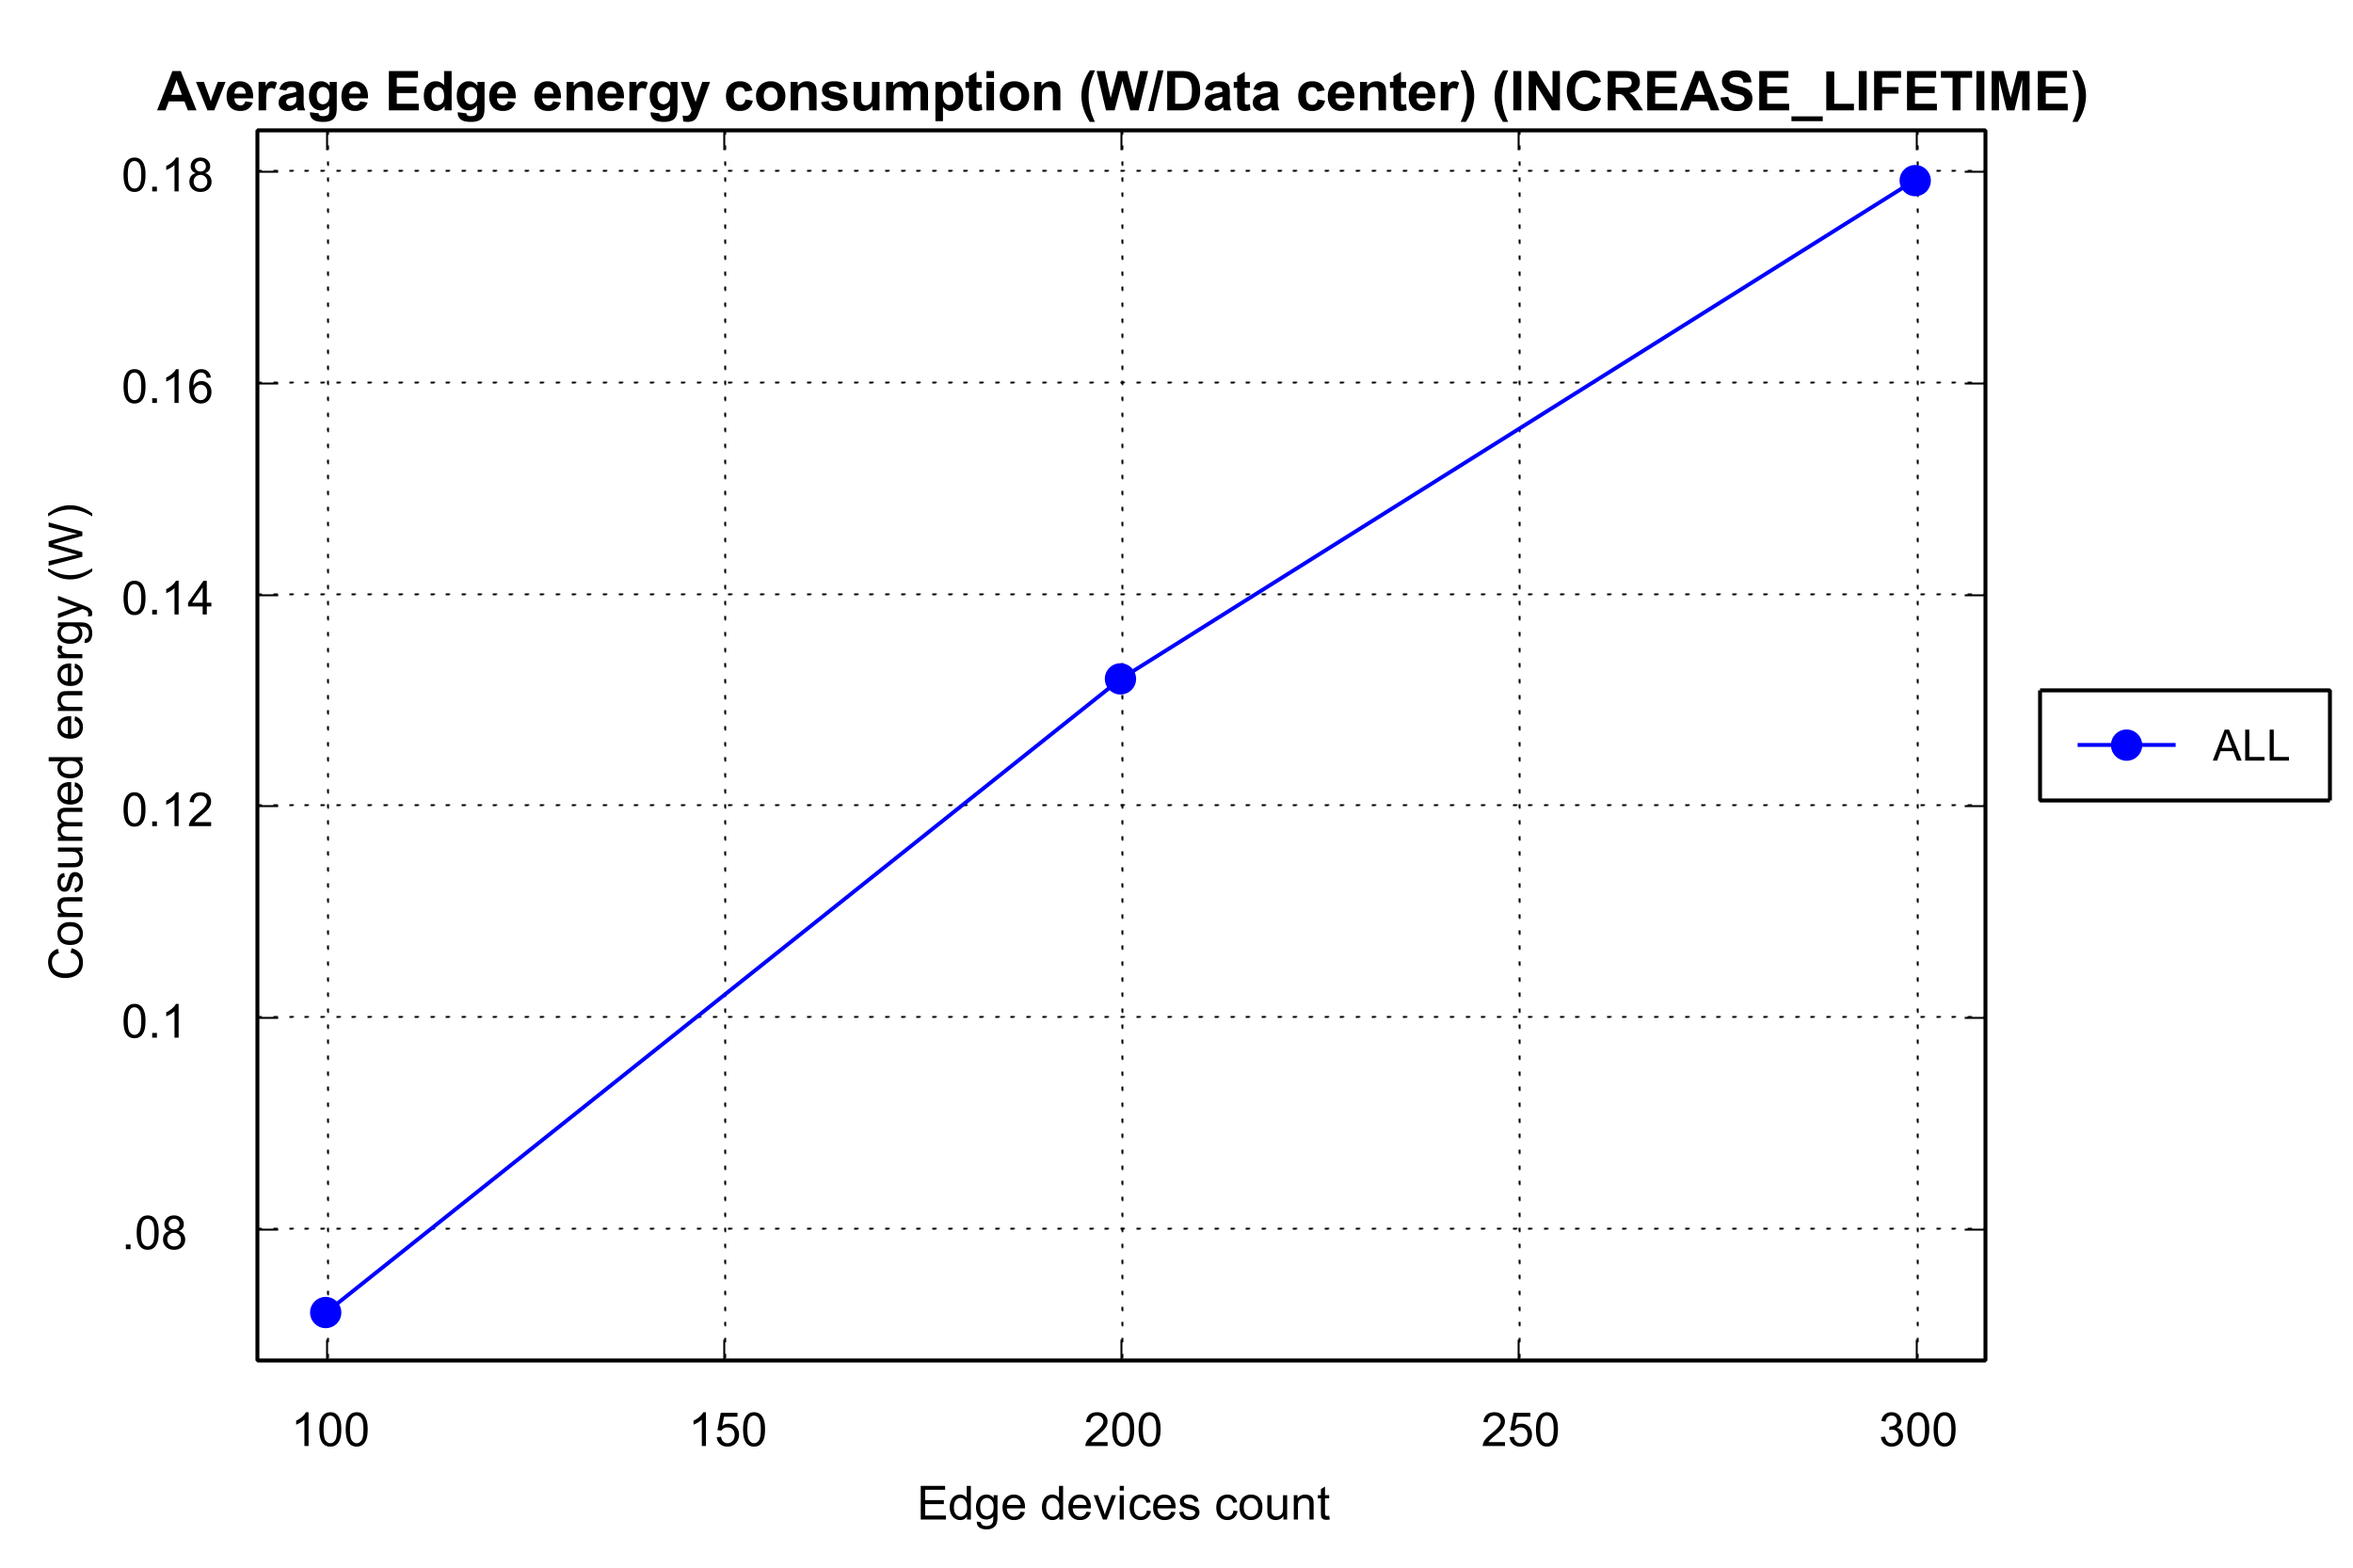 Average Edge energy consumption (W/Data center) (INCREASE_LIFETIME)
0.18
0.16
0.14
0.12
0.1
.08
Consumed energy (W)
ALL
100 150 200 250 300
Edge devices count